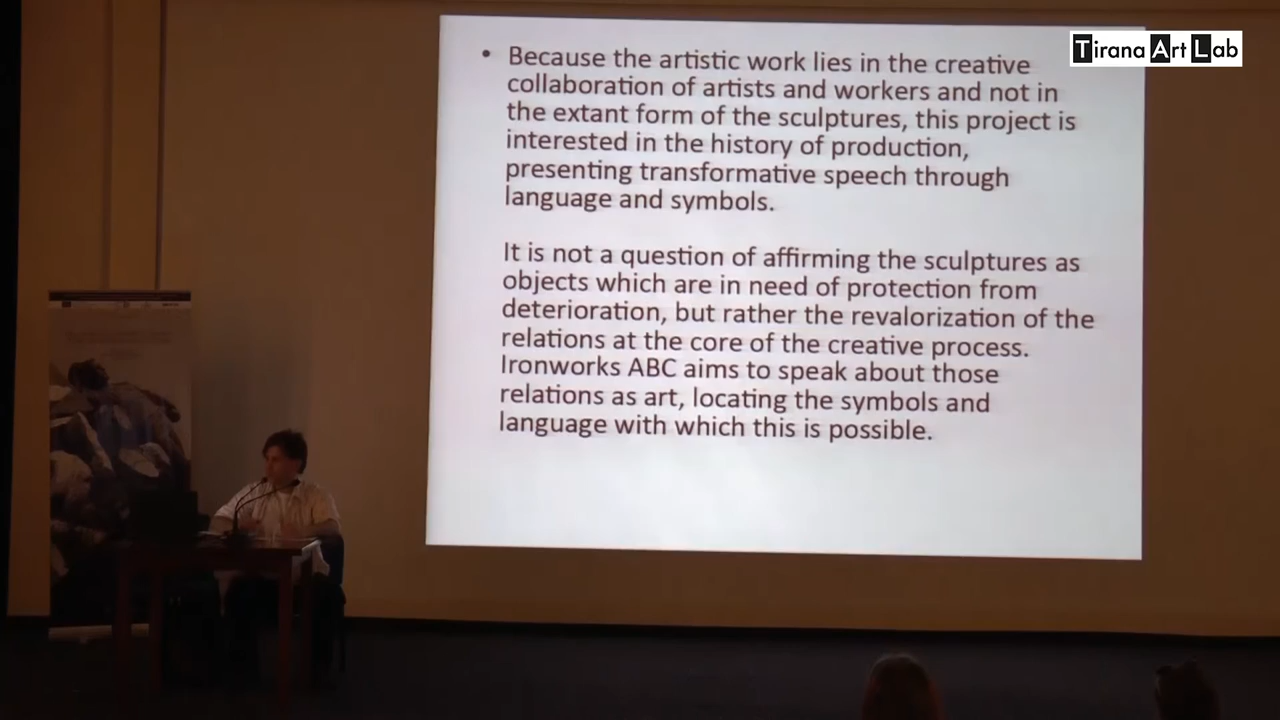 Tirana Art Lab
• Because the artistic work lies in the creative
collaboration of artists and workers and not in
the extant form of the sculptures, this project is
interested in the history of production,
presenting transformative speech through
language and symbols.
It is not a question of affirming the sculptures as
objects which are in need of protection from
deterioration, but rather the revalorization of the
relations at the core of the creative process.
Ironworks ABC aims to speak about those
relations as art, locating the symbols and
language with which this is possible.